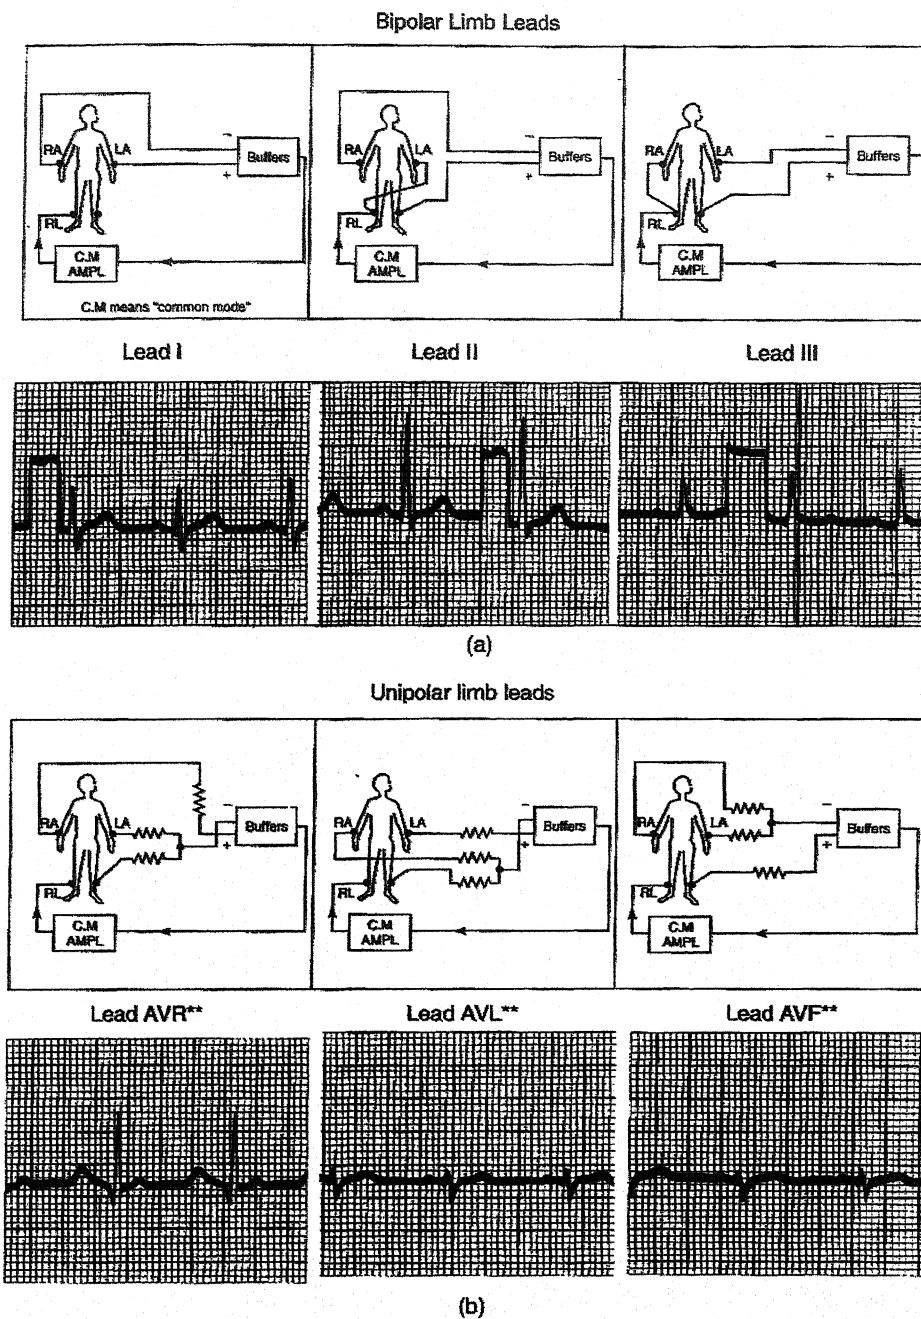 Bipolar Limb Leads
RA LA − + Buffers
RL
C.M
AMPL
C.M means "common mode"
RA LA − + Buffers
RL
C.M
AMPL
RA LA − + Buffers
RL
C.M
AMPL
Lead I Lead II Lead III
(a)
Unipolar limb leads
RA LA − + Buffers
RL
C.M
AMPL
RA LA − + Buffers
RL
C.M
AMPL
RA LA − + Buffers
RL
C.M
AMPL
Lead AVR** Lead AVL** Lead AVF**
(b)